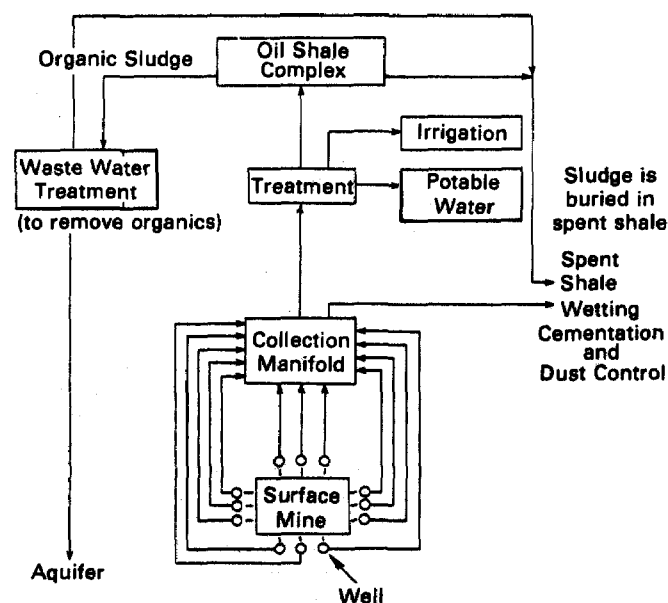 Organic Sludge
Oil Shale
Complex
Irrigation
Waste Water
Treatment
(to remove organics)
Treatment
Potable
Water
Sludge is
buried in
spent shale
Spent
Shale
Wetting
Cementation
and
Dust Control
Collection
Manifold
Surface
Mine
Aquifer
Well